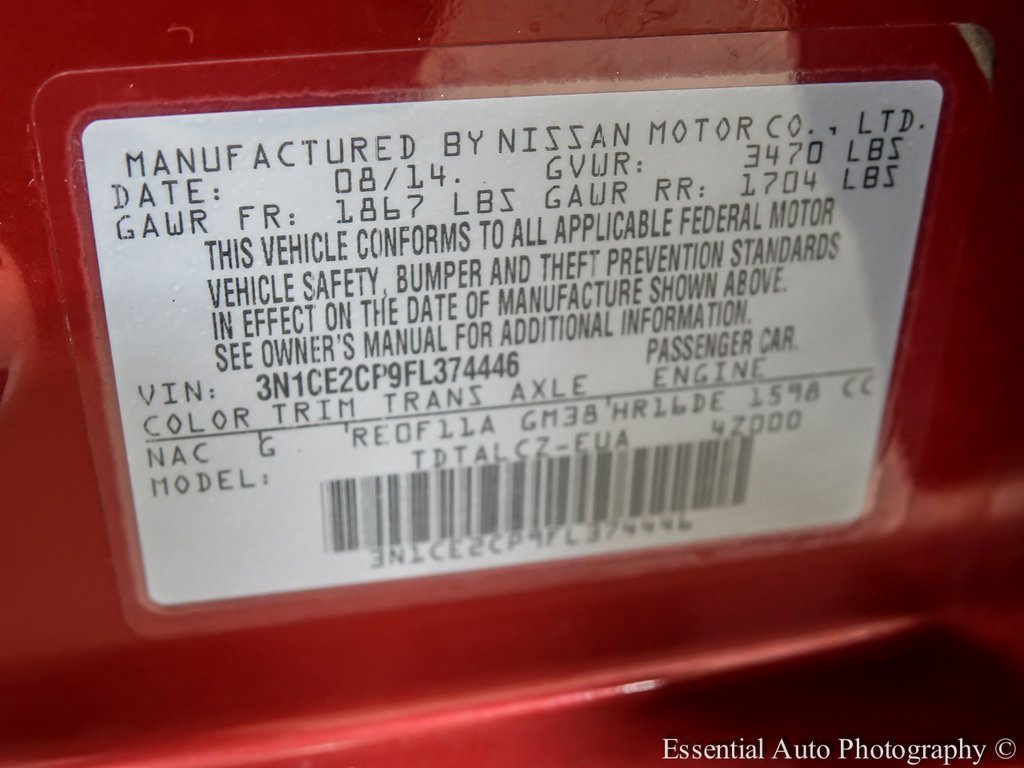 MANUFACTURED BY NISSAN MOTOR CO., LTD.
DATE: 08/14. GVWR: 3470 LBS
GAWR FR: 1867 LBS GAWR RR: 1704 LBS
THIS VEHICLE CONFORMS TO ALL APPLICABLE FEDERAL MOTOR
VEHICLE SAFETY, BUMPER AND THEFT PREVENTION STANDARDS
IN EFFECT ON THE DATE OF MANUFACTURE SHOWN ABOVE.
SEE OWNER'S MANUAL FOR ADDITIONAL INFORMATION.
VIN: 3N1CE2CP9FL374446 PASSENGER CAR.
COLOR TRIM TRANS AXLE ENGINE
NAC G RE0F11A GM38 HR16DE 1598 CC
MODEL: TDTALCZ-EUA 4Z000
3N1CE2CP9FL374446
Essential Auto Photography ©